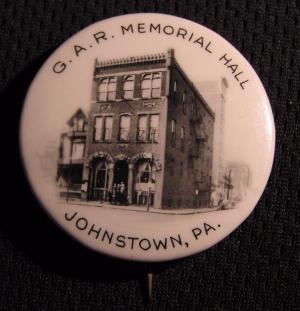 G.A.R. MEMORIAL HALL
JOHNSTOWN, PA.